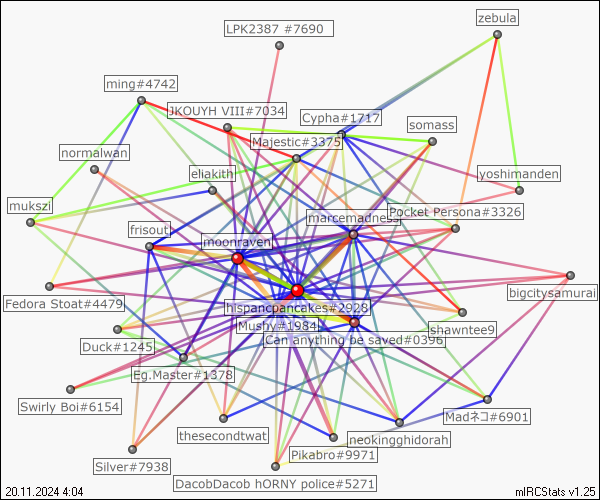 zebula
LPK2387 #7690
ming#4742
JKOUYH VIII#7034
Cypha#1717
somass
Majestic#3375
normalwan
eliakith
yoshimanden
mukszi
marcemadness
Pocket Persona#3326
frisout
moonraven
Fedora Stoat#4479
bigcitysamurai
hispancpancakes#2928
Mushy#1984
shawntee9
Duck#1245
Can anything be saved#0396
Eg.Master#1378
Swirly Boi#6154
Madネコ#6901
thesecondtwat
neokingghidorah
Pikabro#9971
Silver#7938
DacobDacob hORNY police#5271
20.11.2024 4:04
mIRCStats v1.25